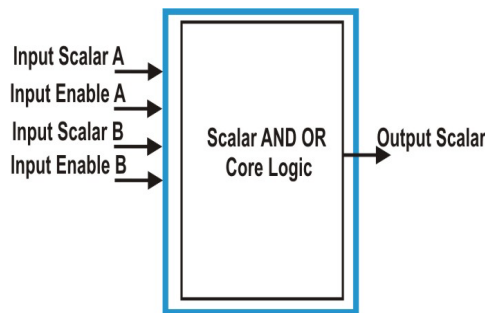 Input Scalar A
Input Enable A
Input Scalar B
Input Enable B
Scalar AND OR
Core Logic
Output Scalar